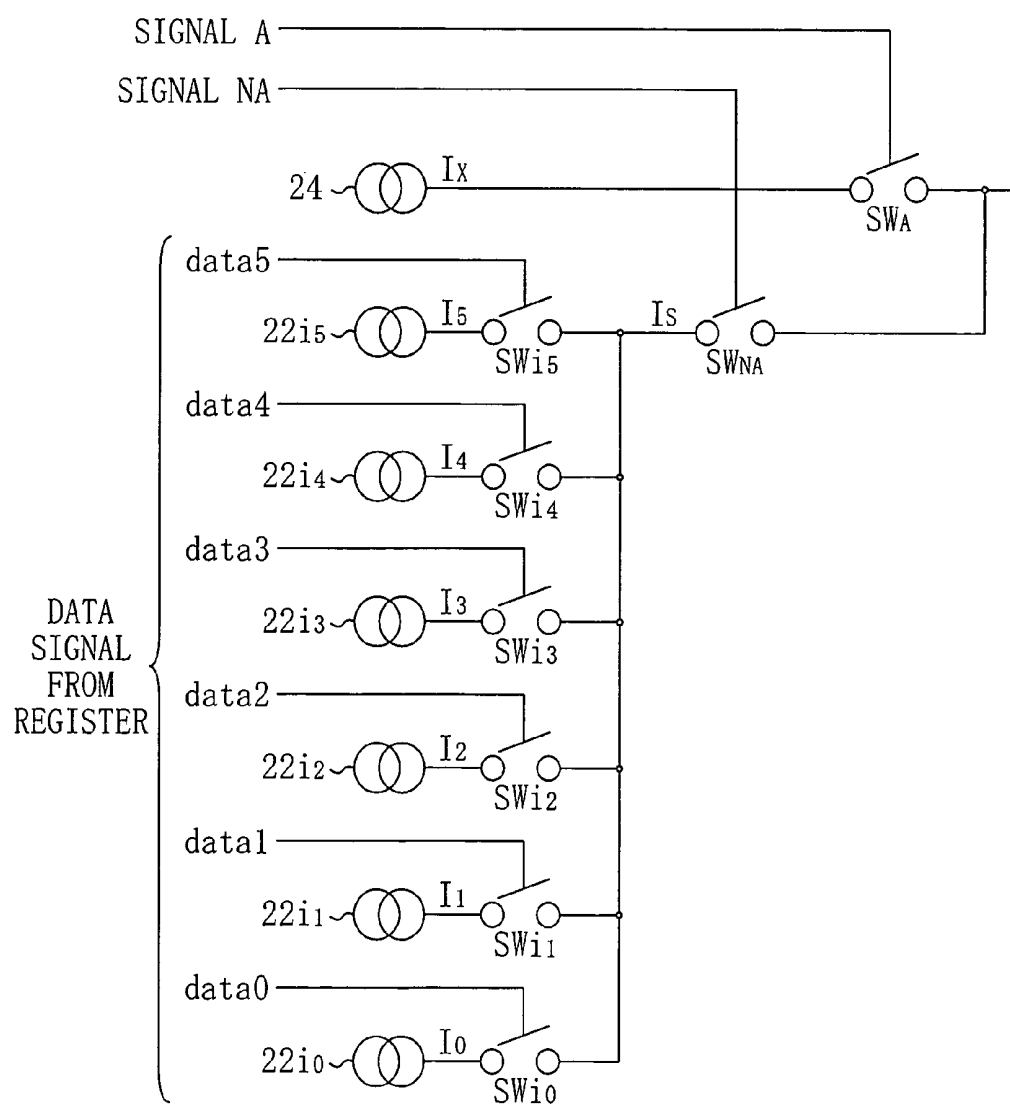 SIGNAL A
SIGNAL NA
24 IX
SWA
data5
22i5 I5 SWi5 IS SWNA
data4
22i4 I4 SWi4
data3
22i3 I3 SWi3
DATA
SIGNAL
FROM
REGISTER
data2
22i2 I2 SWi2
data1
22i1 I1 SWi1
data0
22i0 I0 SWi0